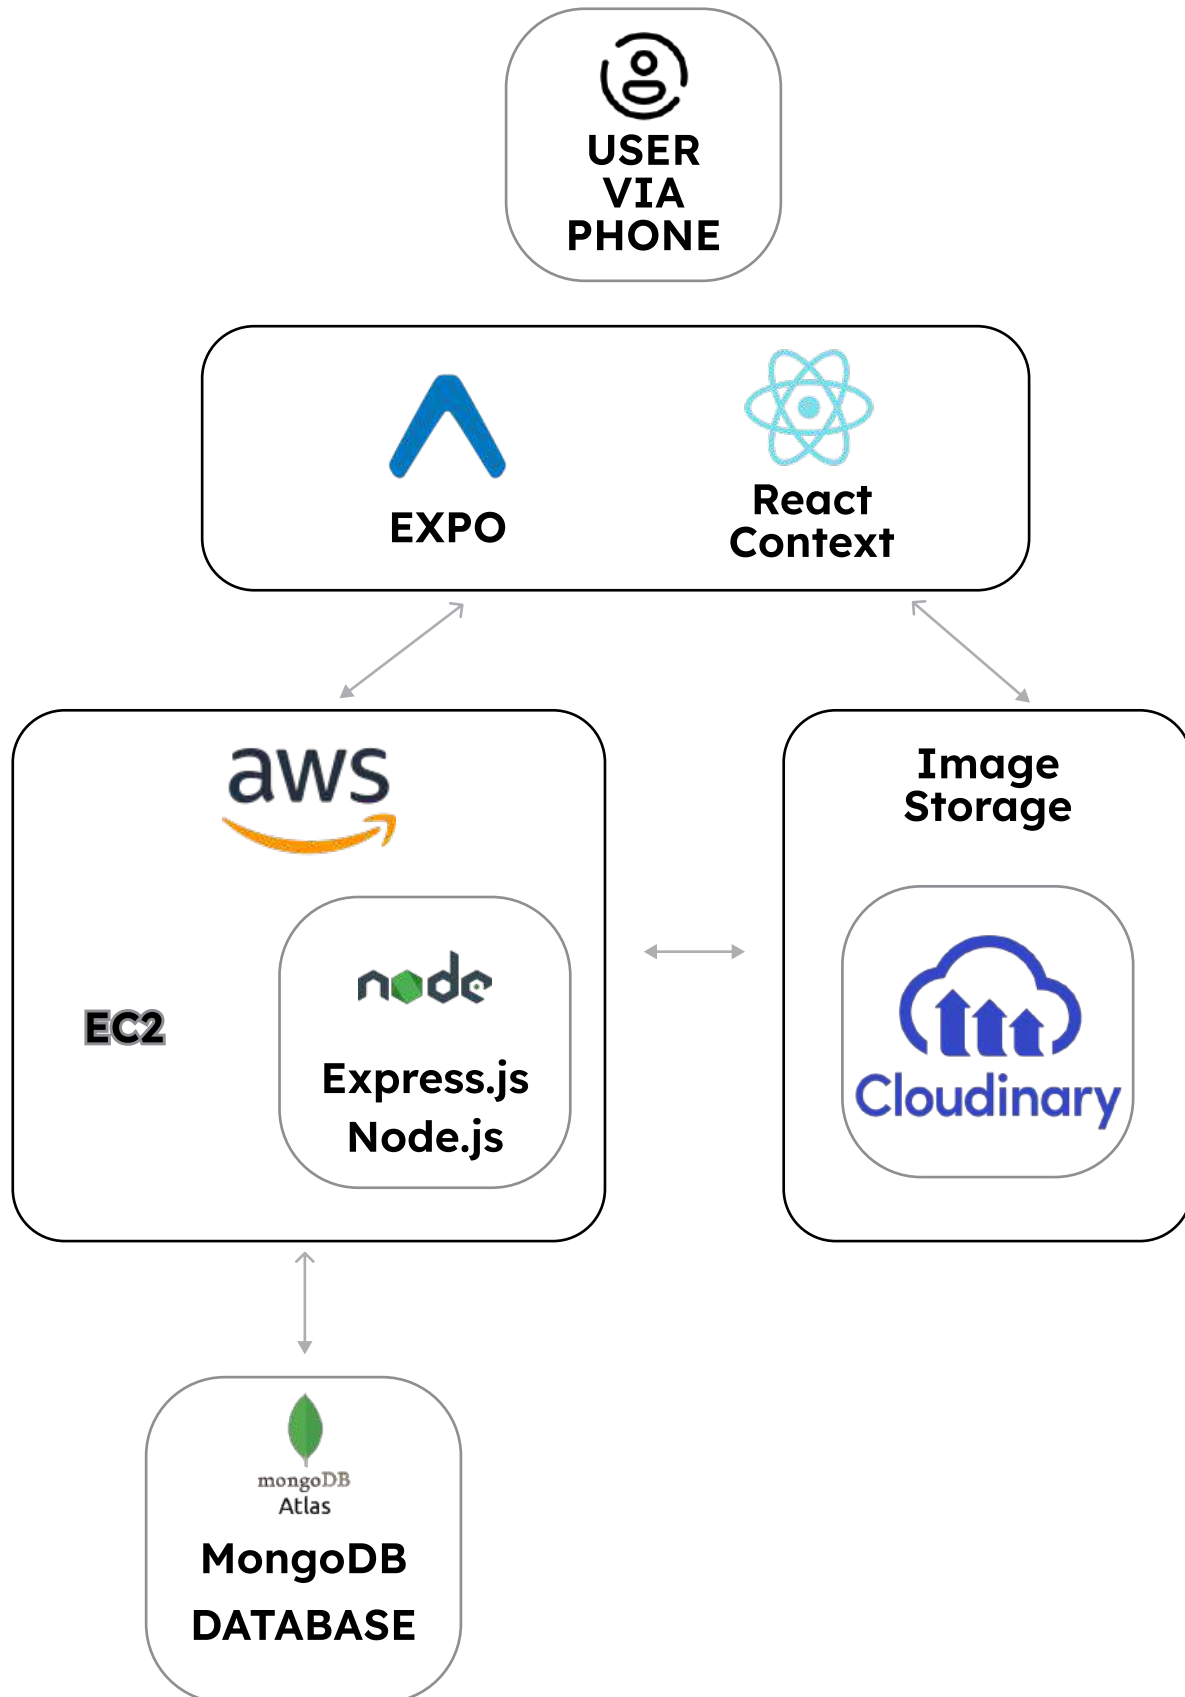 USER
VIA
PHONE
EXPO
React
Context
aws
EC2
node
Express.js
Node.js
Image
Storage
Cloudinary
mongoDB
Atlas
MongoDB
DATABASE